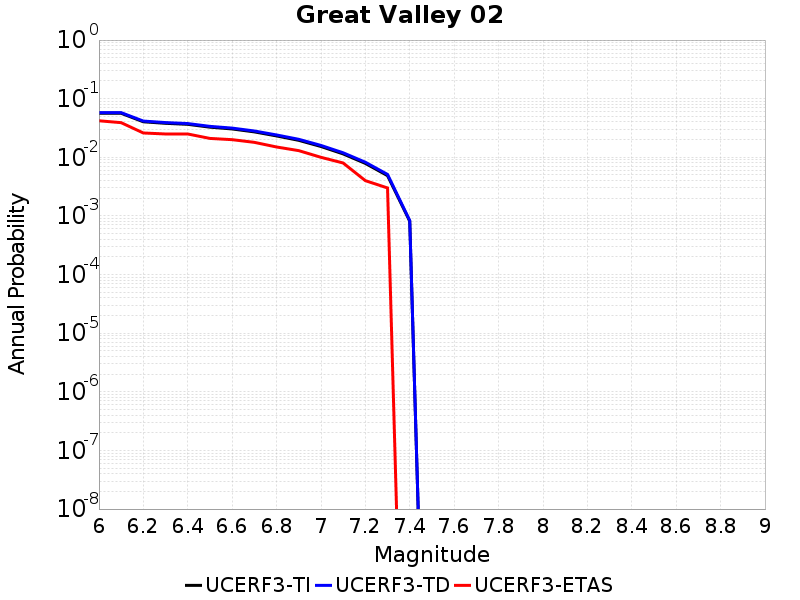 Great Valley 02
10^0
10^-1
10^-2
10^-3
10^-4
10^-5
10^-6
10^-7
10^-8
Annual Probability
6 6.2 6.4 6.6 6.8 7 7.2 7.4 7.6 7.8 8 8.2 8.4 8.6 8.8 9
Magnitude
UCERF3-TI UCERF3-TD UCERF3-ETAS